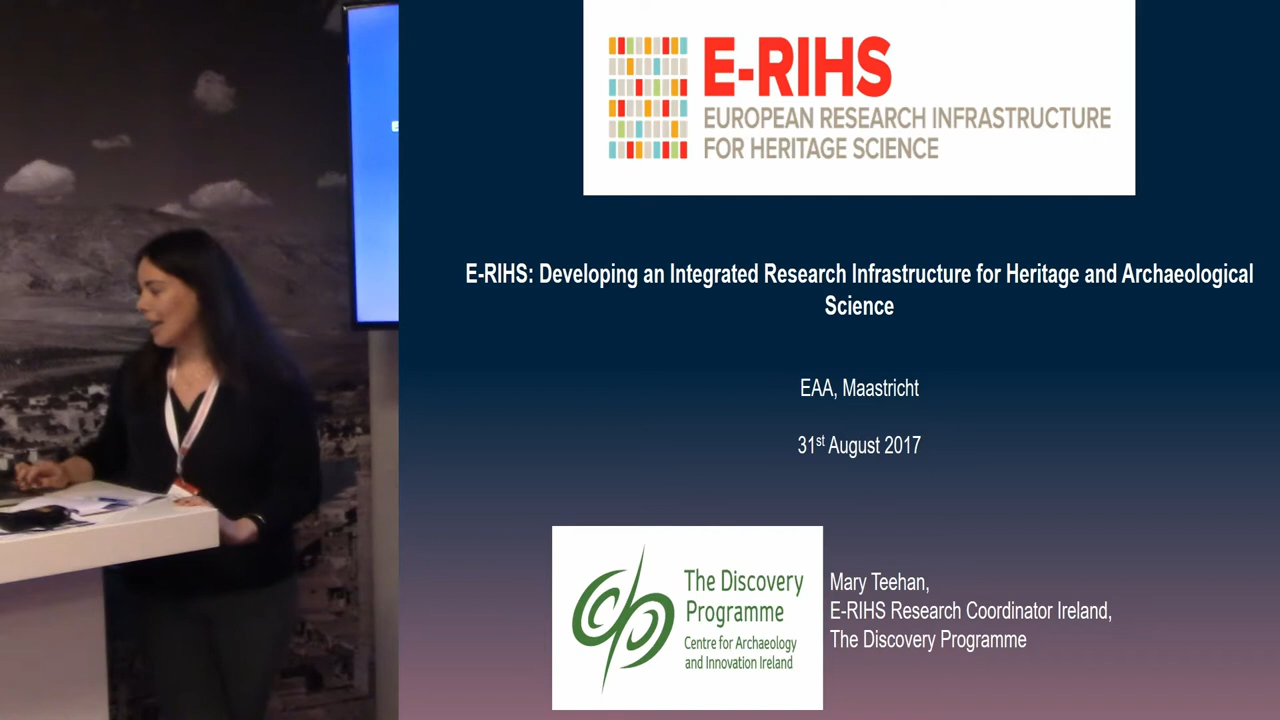 E-RIHS
EUROPEAN RESEARCH INFRASTRUCTURE
FOR HERITAGE SCIENCE
E-RIHS: Developing an Integrated Research Infrastructure for Heritage and Archaeological
Science
EAA, Maastricht
31st August 2017
The Discovery
Programme
Centre for Archaeology
and Innovation Ireland
Mary Teehan,
E-RIHS Research Coordinator Ireland,
The Discovery Programme